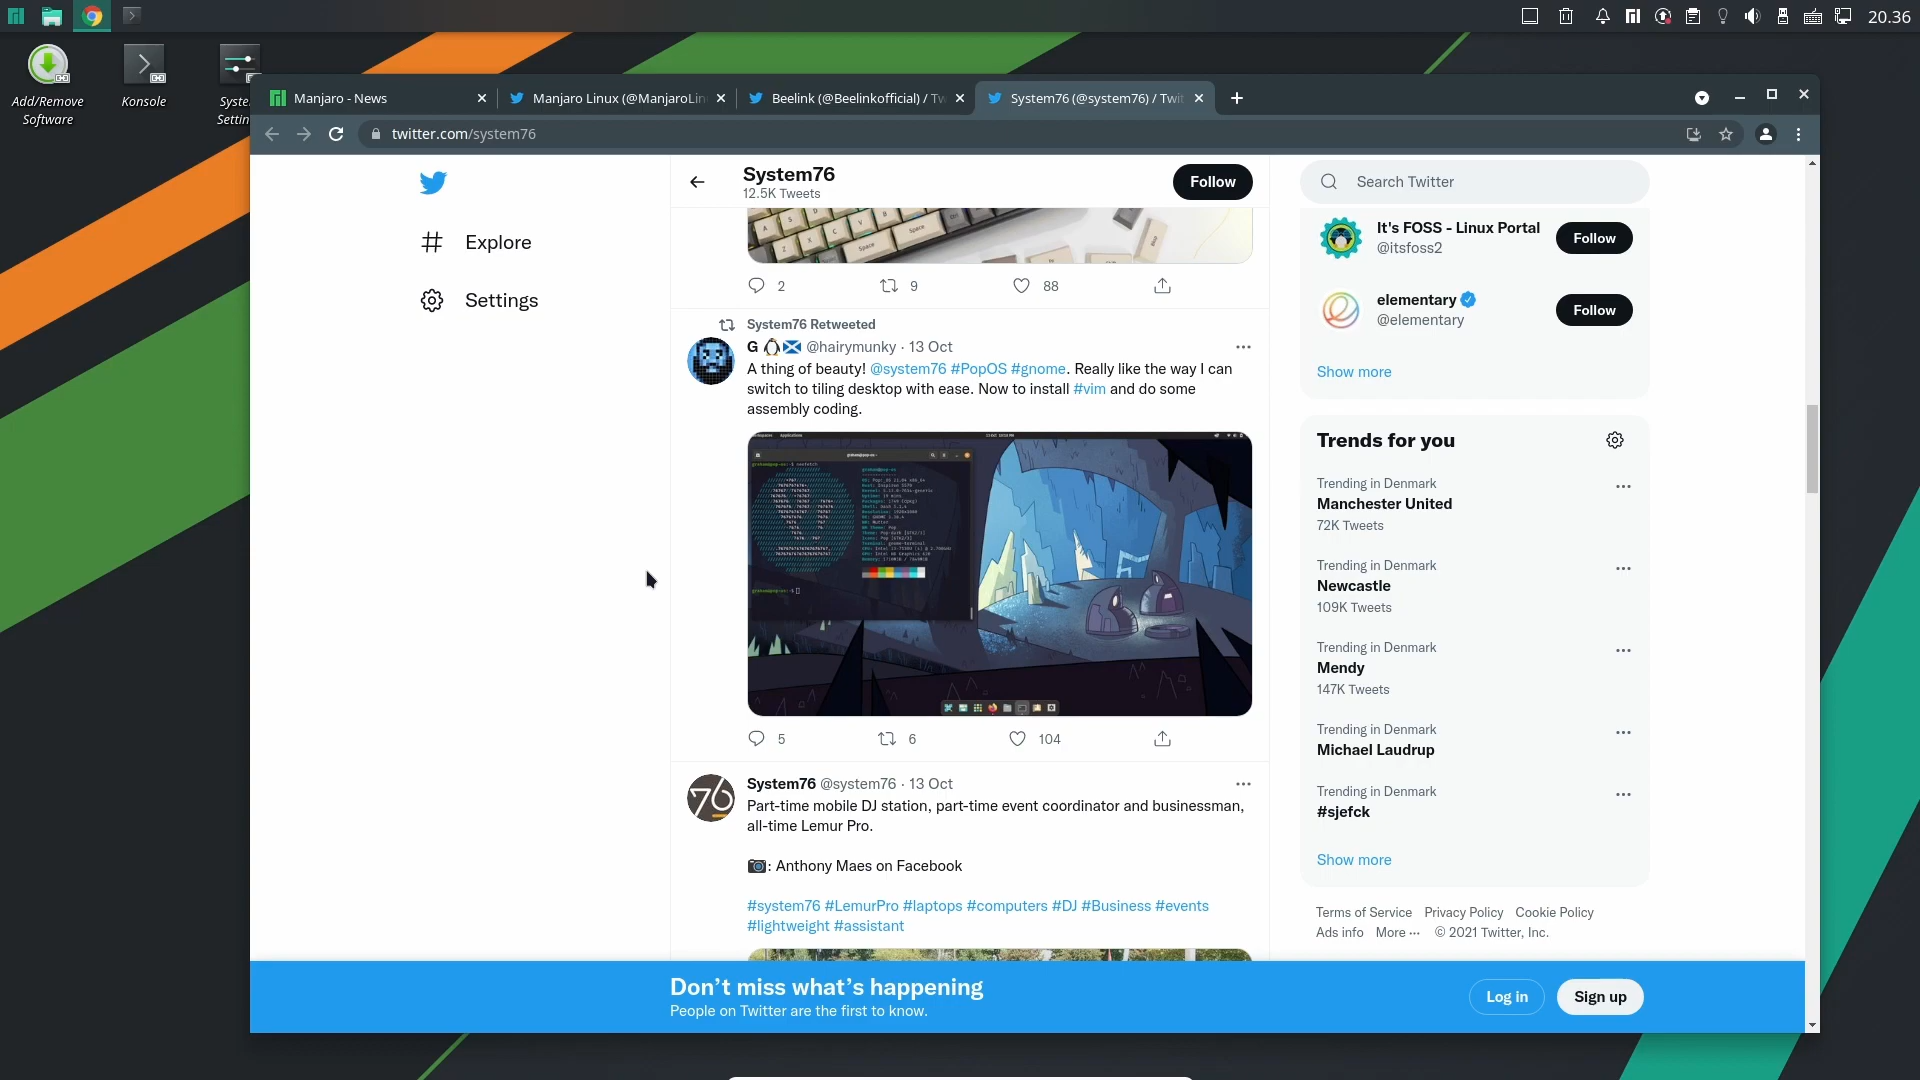 20.36
Add/Remove
Software
Konsole
Syste
Settin
Manjaro - News
Manjaro Linux (@ManjaroLin
Beelink (@Beelinkofficial) / Tw
System76 (@system76) / Twit
twitter.com/system76
Explore
Settings
System76
12.5K Tweets
Follow
2
9
88
System76 Retweeted
G @hairymunky · 13 Oct
A thing of beauty! @system76 #PopOS #gnome. Really like the way I can
switch to tiling desktop with ease. Now to install #vim and do some
assembly coding.
5
6
104
System76 @system76 · 13 Oct
Part-time mobile DJ station, part-time event coordinator and businessman,
all-time Lemur Pro.
: Anthony Maes on Facebook
#system76 #LemurPro #laptops #computers #DJ #Business #events
#lightweight #assistant
Search Twitter
It's FOSS - Linux Portal
@itsfoss2
Follow
elementary
@elementary
Follow
Show more
Trends for you
Trending in Denmark
Manchester United
72K Tweets
Trending in Denmark
Newcastle
109K Tweets
Trending in Denmark
Mendy
147K Tweets
Trending in Denmark
Michael Laudrup
Trending in Denmark
#sjefck
Show more
Terms of Service Privacy Policy Cookie Policy
Ads info More ··· © 2021 Twitter, Inc.
Don’t miss what’s happening
People on Twitter are the first to know.
Log in
Sign up